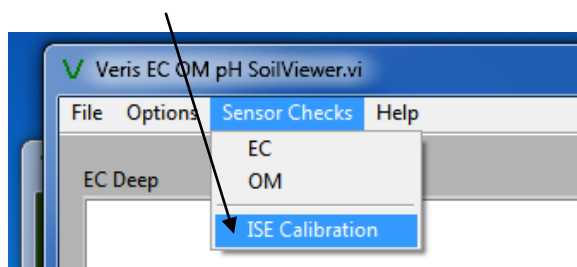 Veris EC OM pH SoilViewer.vi
File Options Sensor Checks Help
EC
EC Deep
OM
ISE Calibration